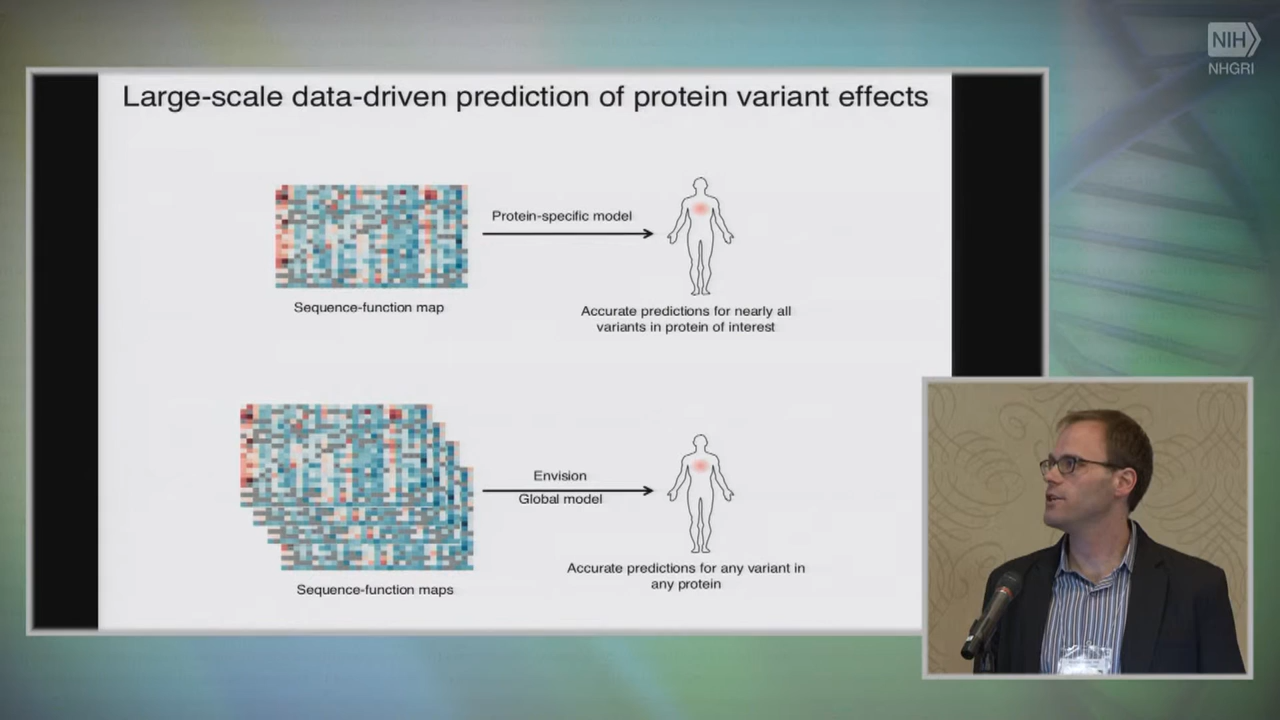 NIH
NHGRI
Large-scale data-driven prediction of protein variant effects
Protein-specific model
Sequence-function map
Accurate predictions for nearly all
variants in protein of interest
Envision
Global model
Sequence-function maps
Accurate predictions for any variant in
any protein